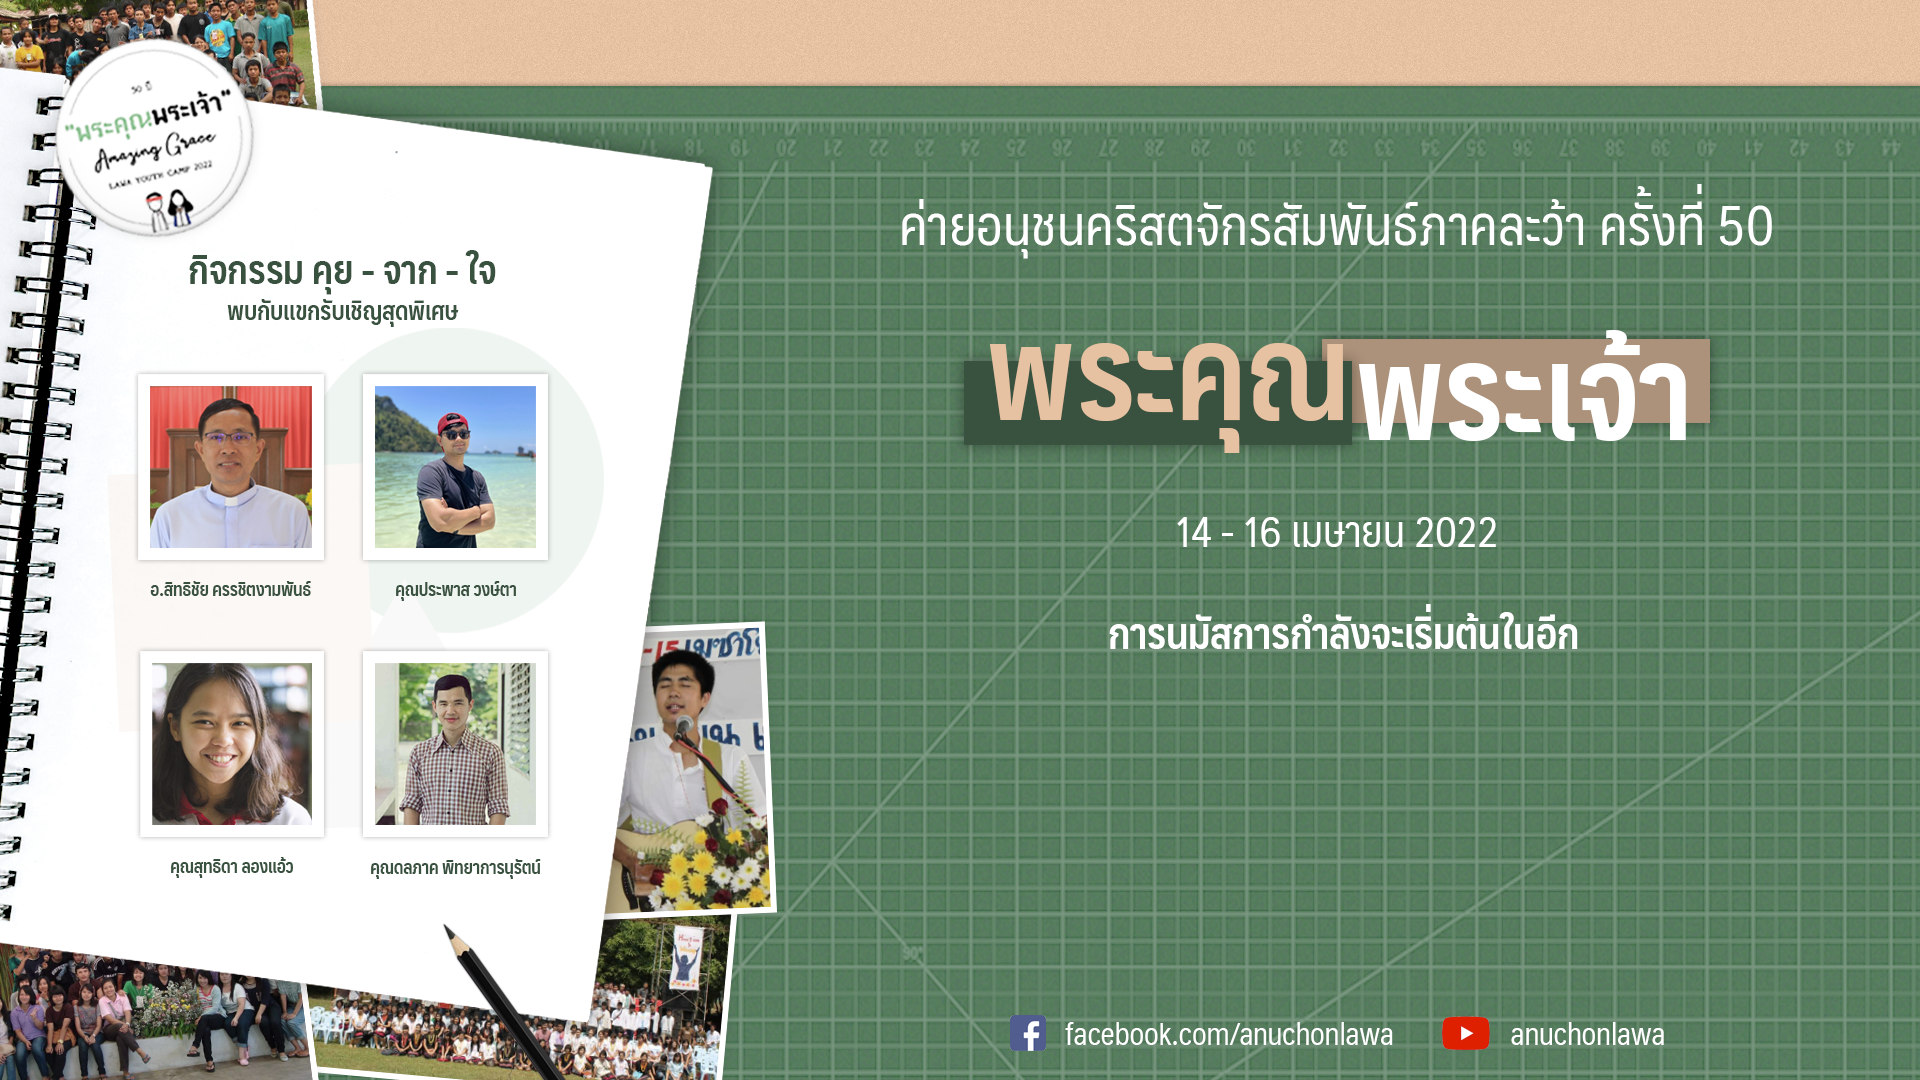 50 ปี
"พระคุณพระเจ้า"
Amazing Grace
LAWA YOUTH CAMP 2022
กิจกรรม คุย - จาก - ใจ
พบกับแขกรับเชิญสุดพิเศษ
อ.สิทธิชัย ครรชิตงามพันธ์
คุณประพาส วงษ์ตา
คุณสุทธิดา ลองแอ้ว
คุณดลภาค พิทยาการนุรัตน์
ค่ายอนุชนคริสตจักรสัมพันธ์ภาคละว้า ครั้งที่ 50
พระคุณพระเจ้า
14 - 16 เมษายน 2022
การนมัสการกำลังจะเริ่มต้นในอีก
facebook.com/anuchonlawa
anuchonlawa